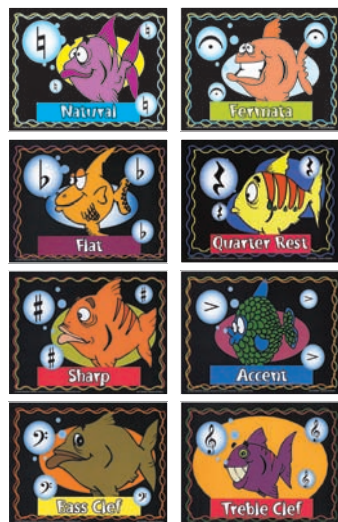 Natural
Fermata
Flat
Quarter Rest
Sharp
Accent
Bass Clef
Treble Clef